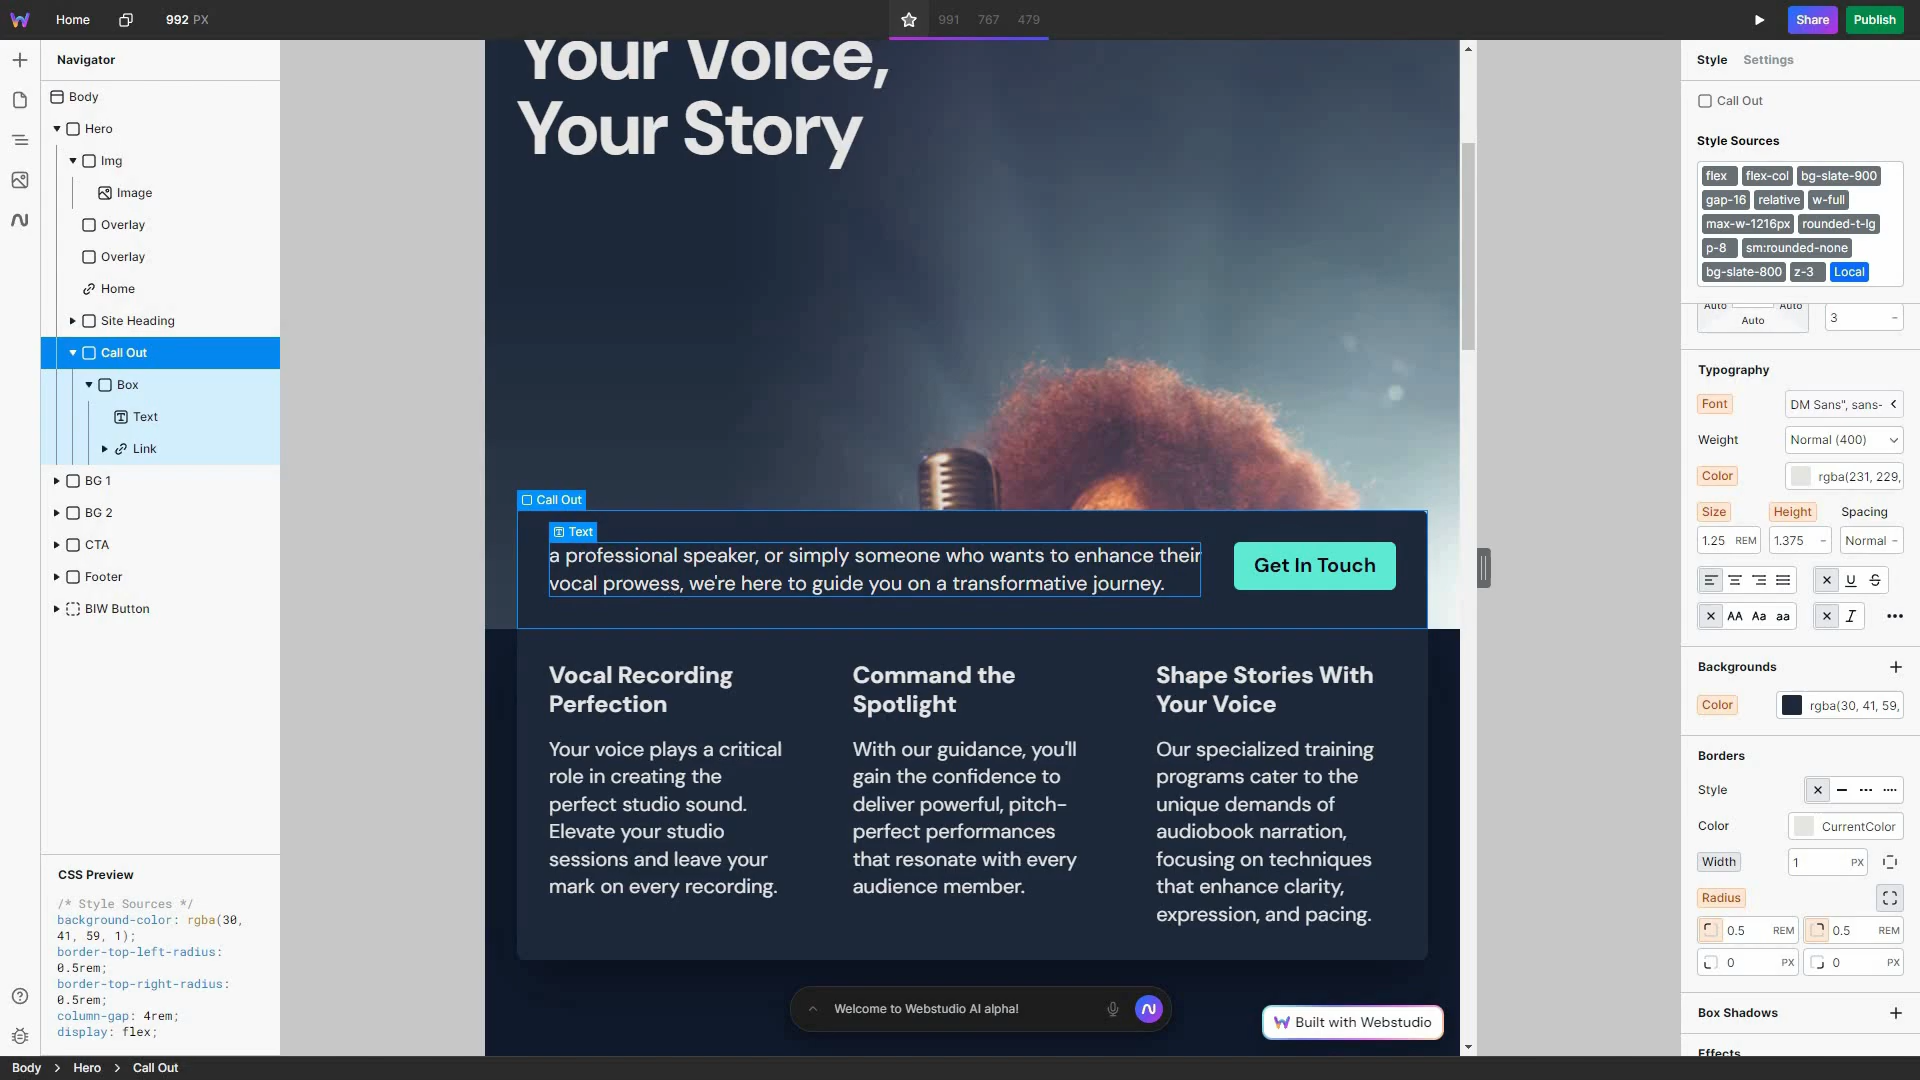 Home
992 PX
991
767
479
Share
Publish
Navigator
Body
Hero
Img
Image
Overlay
Overlay
Home
Site Heading
Call Out
Box
Text
Link
BG 1
BG 2
CTA
Footer
BIW Button
CSS Preview
/* Style Sources */
background-color: rgba(30,
41, 59, 1);
border-top-left-radius:
0.5rem;
border-top-right-radius:
0.5rem;
column-gap: 4rem;
display: flex;
Your Voice,
Your Story
Call Out
Text
a professional speaker, or simply someone who wants to enhance their
vocal prowess, we're here to guide you on a transformative journey.
Get In Touch
Vocal Recording
Perfection
Your voice plays a critical
role in creating the
perfect studio sound.
Elevate your studio
sessions and leave your
mark on every recording.
Command the
Spotlight
With our guidance, you'll
gain the confidence to
deliver powerful, pitch-
perfect performances
that resonate with every
audience member.
Shape Stories With
Your Voice
Our specialized training
programs cater to the
unique demands of
audiobook narration,
focusing on techniques
that enhance clarity,
expression, and pacing.
Welcome to Webstudio AI alpha!
Built with Webstudio
Style Settings
Call Out
Style Sources
flex flex-col bg-slate-900
gap-16 relative w-full
max-w-1216px rounded-t-lg
p-8 sm:rounded-none
bg-slate-800 z-3 Local
Auto Auto
Auto
3 –
Typography
Font DM Sans", sans-
Weight Normal (400)
Color rgba(231, 229,
Size Height Spacing
1.25 REM 1.375 – Normal –
AA Aa aa
Backgrounds
Color rgba(30, 41, 59,
Borders
Style
Color CurrentColor
Width 1 PX
Radius
0.5 REM 0.5 REM
0 PX 0 PX
Box Shadows
Effects
Body > Hero > Call Out